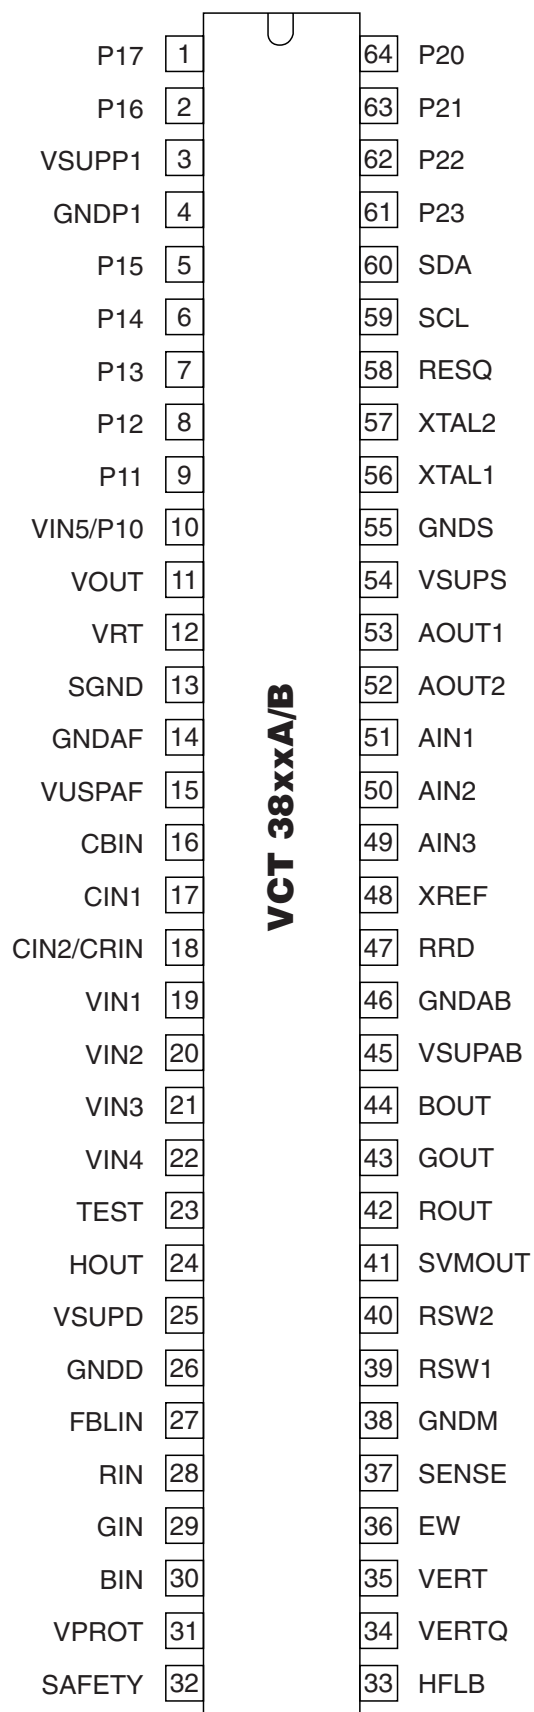 P17 1 64 P20
P16 2 63 P21
VSUPP1 3 62 P22
GNDP1 4 61 P23
P15 5 60 SDA
P14 6 59 SCL
P13 7 58 RESQ
P12 8 57 XTAL2
P11 9 56 XTAL1
VIN5/P10 10 55 GNDS
VOUT 11 54 VSUPS
VRT 12 53 AOUT1
SGND 13 52 AOUT2
GNDAF 14 51 AIN1
VUSPAF 15 50 AIN2
CBIN 16 49 AIN3
CIN1 17 48 XREF
CIN2/CRIN 18 47 RRD
VIN1 19 46 GNDAB
VIN2 20 45 VSUPAB
VIN3 21 44 BOUT
VIN4 22 43 GOUT
TEST 23 42 ROUT
HOUT 24 41 SVMOUT
VSUPD 25 40 RSW2
GNDD 26 39 RSW1
FBLIN 27 38 GNDM
RIN 28 37 SENSE
GIN 29 36 EW
BIN 30 35 VERT
VPROT 31 34 VERTQ
SAFETY 32 33 HFLB
VCT 38xxA/B